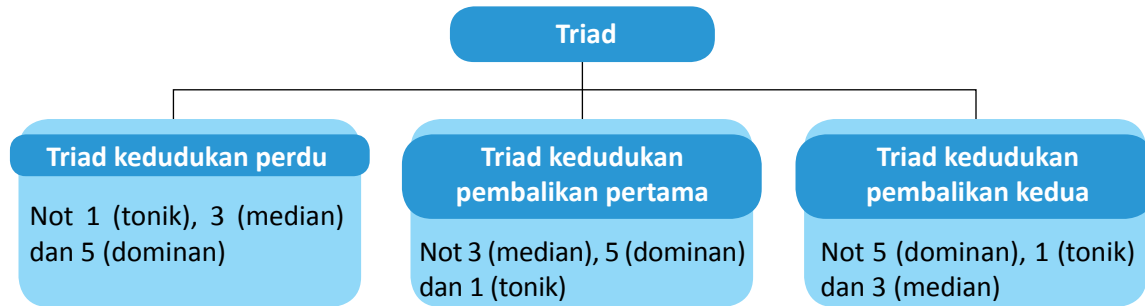 Triad
Triad kedudukan perdu
Not 1 (tonik), 3 (median)
dan 5 (dominan)
Triad kedudukan
pembalikan pertama
Not 3 (median), 5 (dominan)
dan 1 (tonik)
Triad kedudukan
pembalikan kedua
Not 5 (dominan), 1 (tonik)
dan 3 (median)